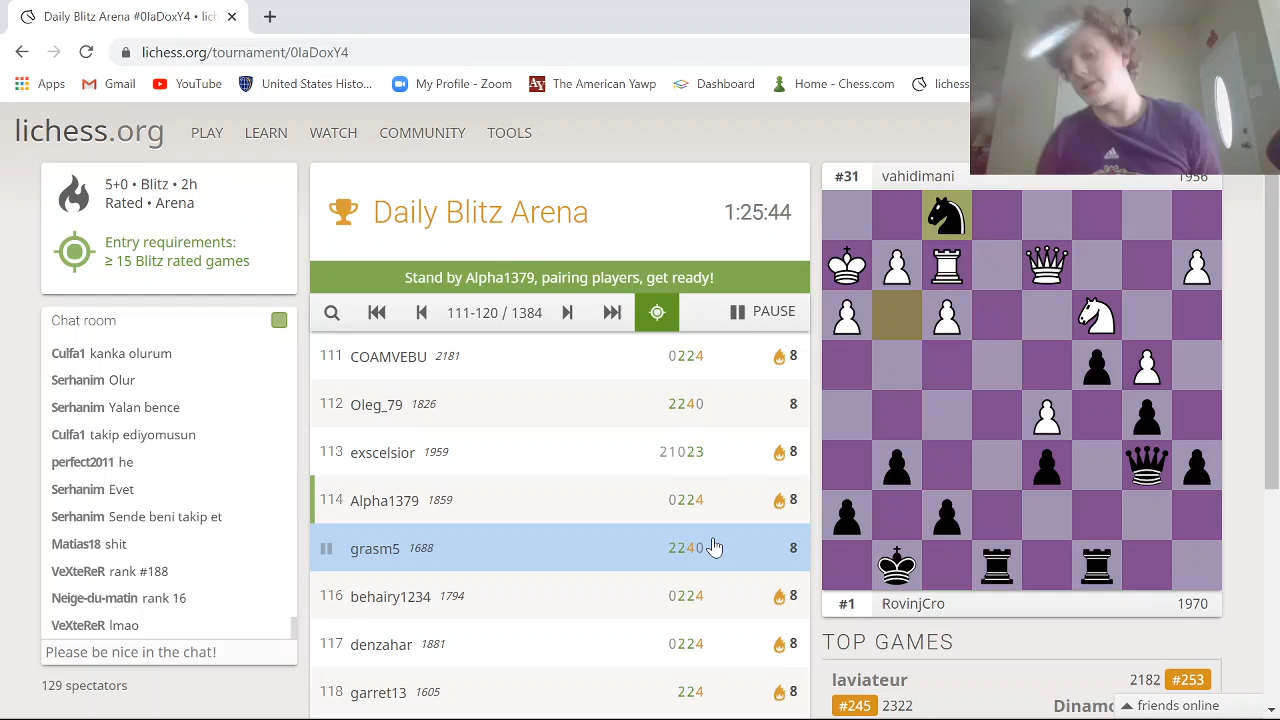 Daily Blitz Arena #0IaDoxY4 • lich
lichess.org/tournament/0IaDoxY4
Apps
Gmail
YouTube
United States Histo...
My Profile - Zoom
The American Yawp
Dashboard
Home - Chess.com
lichess
lichess.org
PLAY
LEARN
WATCH
COMMUNITY
TOOLS
5+0 • Blitz • 2h
Rated • Arena
Entry requirements:
≥ 15 Blitz rated games
Chat room
Culfa1 kanka olurum
Serhanim Olur
Serhanim Yalan bence
Culfa1 takip ediyomusun
perfect2011 he
Serhanim Evet
Serhanim Sende beni takip et
Matias18 shit
VeXteReR rank #188
Neige-du-matin rank 16
VeXteReR lmao
Please be nice in the chat!
129 spectators
Daily Blitz Arena
1:25:44
Stand by Alpha1379, pairing players, get ready!
111-120 / 1384
PAUSE
111 COAMVEBU 2181 0224 8
112 Oleg_79 1826 2240 8
113 exscelsior 1959 21023 8
114 Alpha1379 1859 0224 8
grasm5 1688 2240 8
116 behairy1234 1794 0224 8
117 denzahar 1881 0224 8
118 garret13 1605 224 8
#31 vahidimani 1956
#1 RovinjCro 1970
TOP GAMES
laviateur 2182 #253
#245 2322 Dinamo
friends online